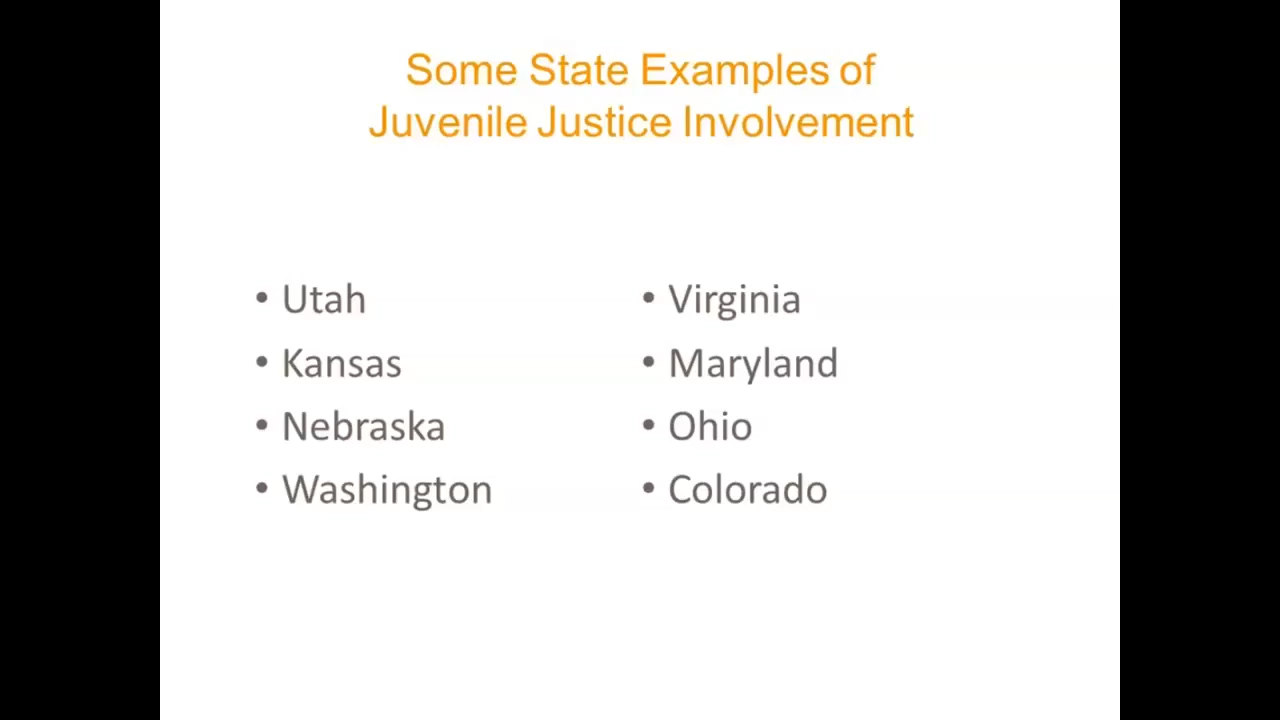 Some State Examples of
Juvenile Justice Involvement
• Utah
• Kansas
• Nebraska
• Washington
• Virginia
• Maryland
• Ohio
• Colorado